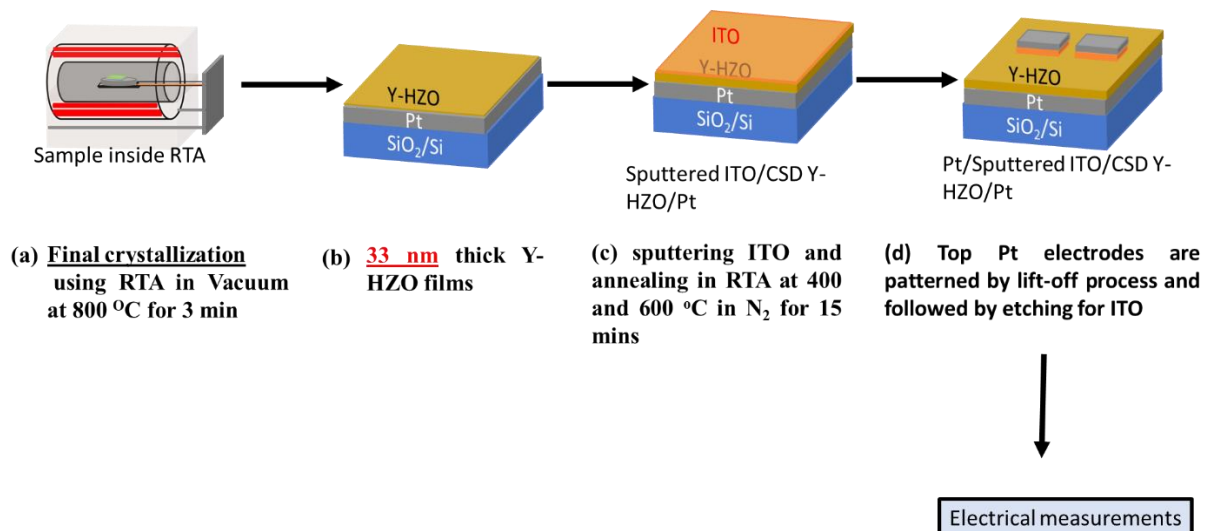 Sample inside RTA
Y-HZO
Pt
SiO₂/Si
ITO
Y-HZO
Pt
SiO₂/Si
Sputtered ITO/CSD Y-
HZO/Pt
Y-HZO
Pt
SiO₂/Si
Pt/Sputtered ITO/CSD Y-
HZO/Pt
(a) Final crystallization
using RTA in Vacuum
at 800 ᴼC for 3 min
(b) 33 nm thick Y-
HZO films
(c) sputtering ITO and
annealing in RTA at 400
and 600 ᵒC in N₂ for 15
mins
(d) Top Pt electrodes are
patterned by lift-off process and
followed by etching for ITO
Electrical measurements